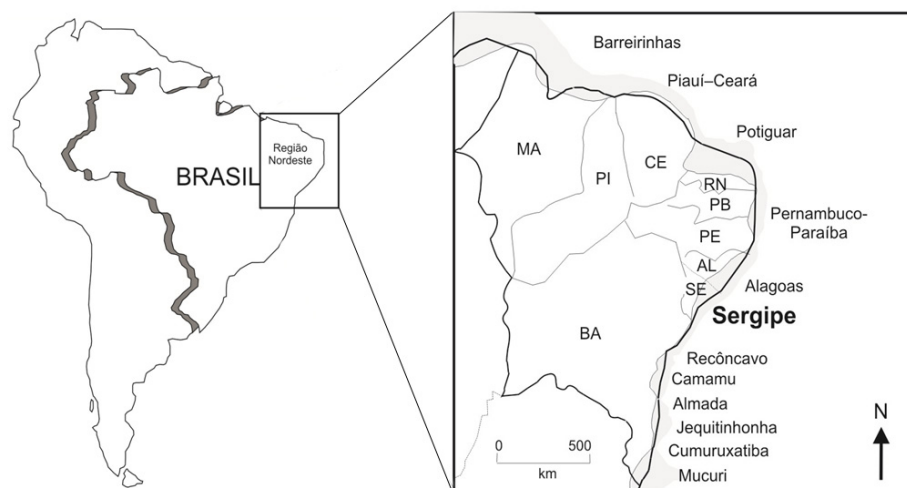 Região
Nordeste
BRASIL
Barreirinhas
Piauí–Ceará
Potiguar
MA
PI
CE
RN
PB
Pernambuco-
Paraíba
PE
AL
SE
Alagoas
Sergipe
BA
Recôncavo
Camamu
Almada
Jequitinhonha
Cumuruxatiba
Mucuri
0 500
km
N